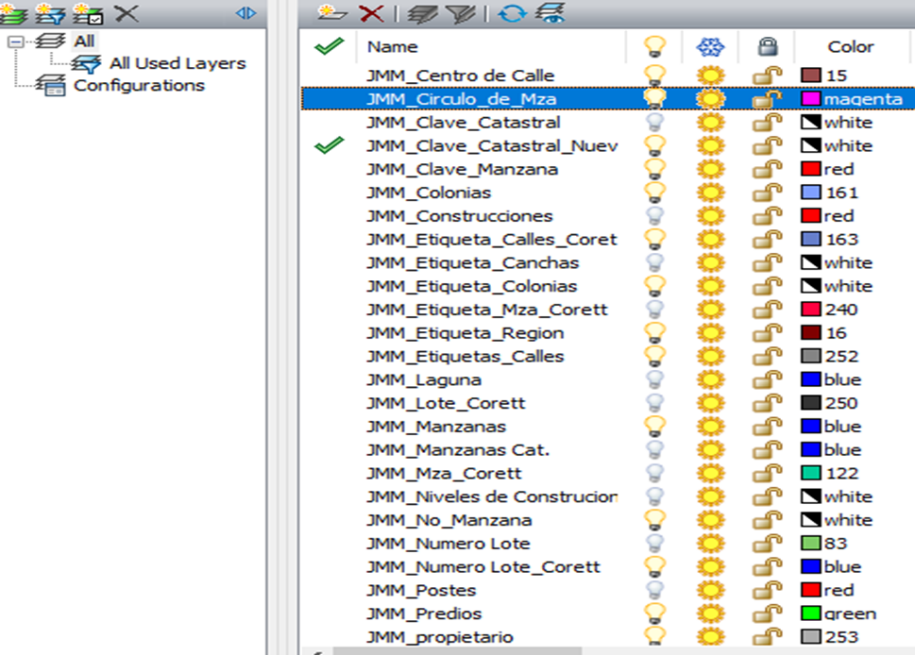 All
All Used Layers
Configurations
Name Color
JMM_Centro de Calle 15
JMM_Circulo_de_Mza magenta
JMM_Clave_Catastral white
JMM_Clave_Catastral_Nuev white
JMM_Clave_Manzana red
JMM_Colonias 161
JMM_Construcciones red
JMM_Etiqueta_Calles_Coret 163
JMM_Etiqueta_Canchas white
JMM_Etiqueta_Colonias white
JMM_Etiqueta_Mza_Corett 240
JMM_Etiqueta_Region 16
JMM_Etiquetas_Calles 252
JMM_Laguna blue
JMM_Lote_Corett 250
JMM_Manzanas blue
JMM_Manzanas Cat. blue
JMM_Mza_Corett 122
JMM_Niveles de Construcion white
JMM_No_Manzana white
JMM_Numero Lote 83
JMM_Numero Lote_Corett blue
JMM_Postes red
JMM_Predios green
JMM_propietario 253